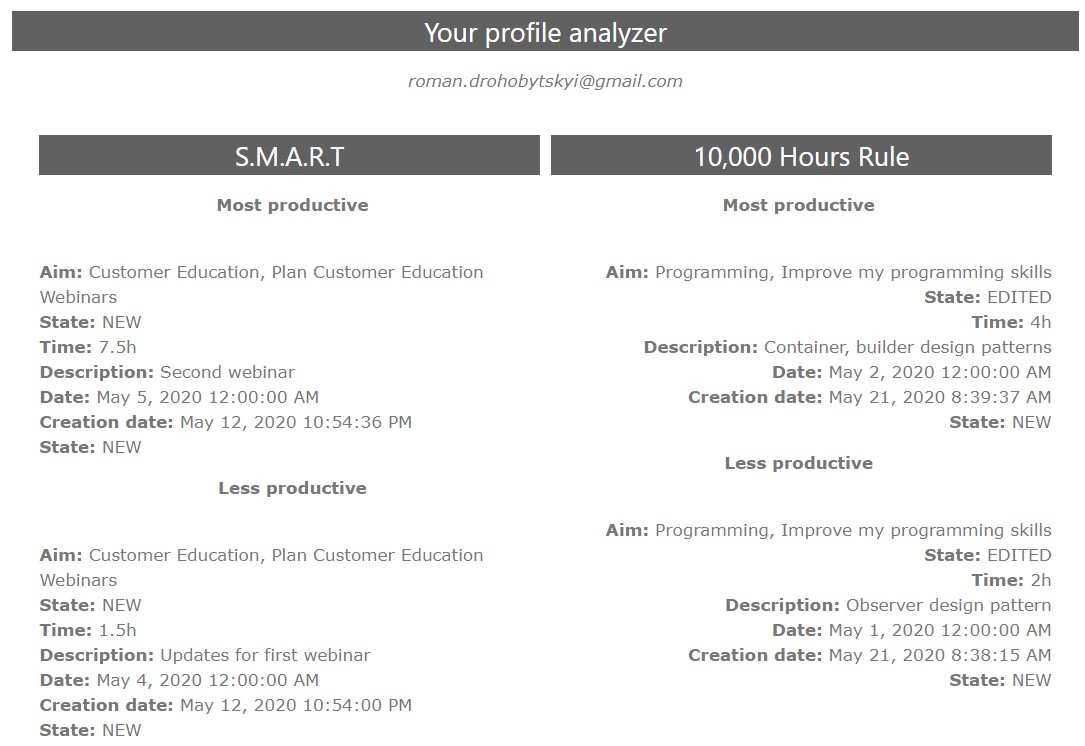 Your profile analyzer
roman.drohobytskyi@gmail.com
S.M.A.R.T
Most productive
Aim: Customer Education, Plan Customer Education
Webinars
State: NEW
Time: 7.5h
Description: Second webinar
Date: May 5, 2020 12:00:00 AM
Creation date: May 12, 2020 10:54:36 PM
State: NEW
Less productive
Aim: Customer Education, Plan Customer Education
Webinars
State: NEW
Time: 1.5h
Description: Updates for first webinar
Date: May 4, 2020 12:00:00 AM
Creation date: May 12, 2020 10:54:00 PM
State: NEW
10,000 Hours Rule
Most productive
Aim: Programming, Improve my programming skills
State: EDITED
Time: 4h
Description: Container, builder design patterns
Date: May 2, 2020 12:00:00 AM
Creation date: May 21, 2020 8:39:37 AM
State: NEW
Less productive
Aim: Programming, Improve my programming skills
State: EDITED
Time: 2h
Description: Observer design pattern
Date: May 1, 2020 12:00:00 AM
Creation date: May 21, 2020 8:38:15 AM
State: NEW